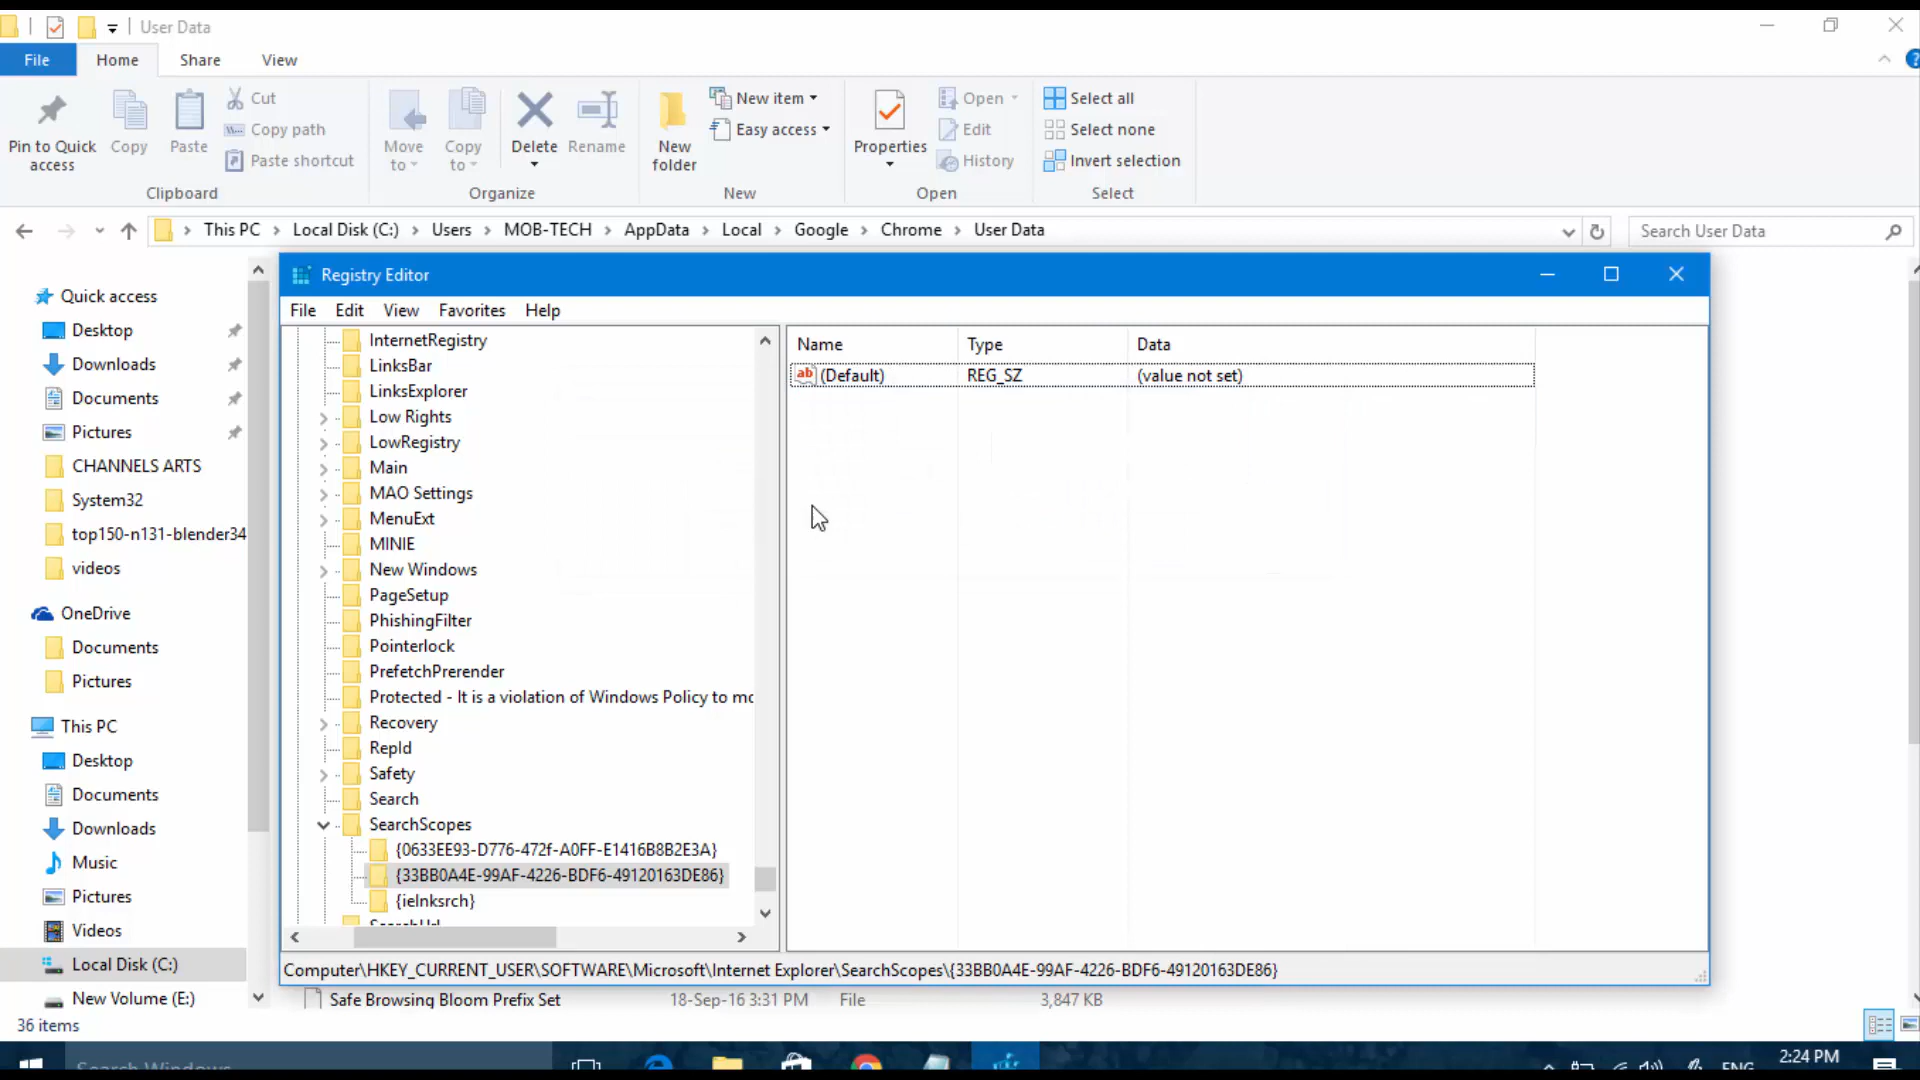 User Data
File Home Share View
Pin to Quick access
Copy
Paste
Cut
Copy path
Paste shortcut
Clipboard
Move to
Copy to
Delete
Rename
Organize
New folder
New item
Easy access
New
Properties
Open
Edit
History
Open
Select all
Select none
Invert selection
Select
This PC > Local Disk (C:) > Users > MOB-TECH > AppData > Local > Google > Chrome > User Data
Search User Data
Quick access
Desktop
Downloads
Documents
Pictures
CHANNELS ARTS
System32
top150-n131-blender34
videos
OneDrive
Documents
Pictures
This PC
Desktop
Documents
Downloads
Music
Pictures
Videos
Local Disk (C:)
New Volume (E:)
Registry Editor
File Edit View Favorites Help
InternetRegistry
LinksBar
LinksExplorer
Low Rights
LowRegistry
Main
MAO Settings
MenuExt
MINIE
New Windows
PageSetup
PhishingFilter
Pointerlock
PrefetchPrerender
Protected - It is a violation of Windows Policy to mo
Recovery
RepId
Safety
Search
SearchScopes
{0633EE93-D776-472f-A0FF-E1416B8B2E3A}
{33BB0A4E-99AF-4226-BDF6-49120163DE86}
{ielnksrch}
SearchUrl
Name Type Data
ab (Default) REG_SZ (value not set)
Computer\HKEY_CURRENT_USER\SOFTWARE\Microsoft\Internet Explorer\SearchScopes\{33BB0A4E-99AF-4226-BDF6-49120163DE86}
Safe Browsing Bloom Prefix Set 18-Sep-16 3:31 PM File 3,847 KB
36 items
Search Windows
ENG
2:24 PM